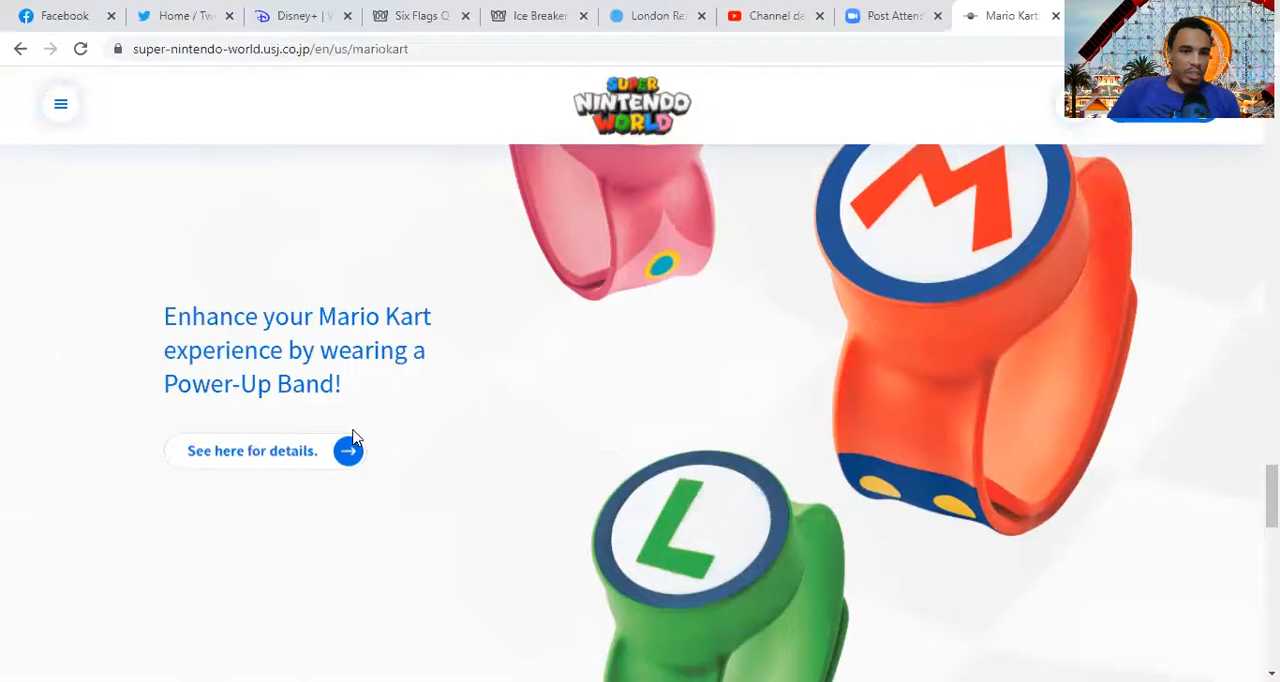 Facebook
Home / Tw
Disney+ | V
Six Flags Q
Ice Breaker
London Re
Channel da
Post Atten
Mario Kart
super-nintendo-world.usj.co.jp/en/us/mariokart
SUPER
NINTENDO
WORLD
M
Enhance your Mario Kart
experience by wearing a
Power-Up Band!
See here for details.
L